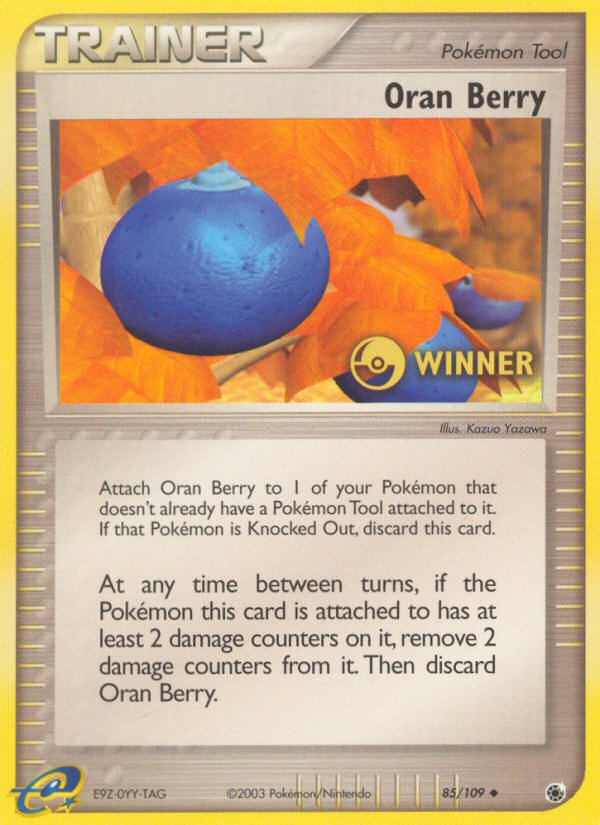 TRAINER
Pokémon Tool
Oran Berry
WINNER
Illus. Kazuo Yazawa
Attach Oran Berry to 1 of your Pokémon that
doesn't already have a Pokémon Tool attached to it.
If that Pokémon is Knocked Out, discard this card.
At any time between turns, if the
Pokémon this card is attached to has at
least 2 damage counters on it, remove 2
damage counters from it. Then discard
Oran Berry.
E9Z-0YY-TAG
©2003 Pokémon/Nintendo
85/109 ◆